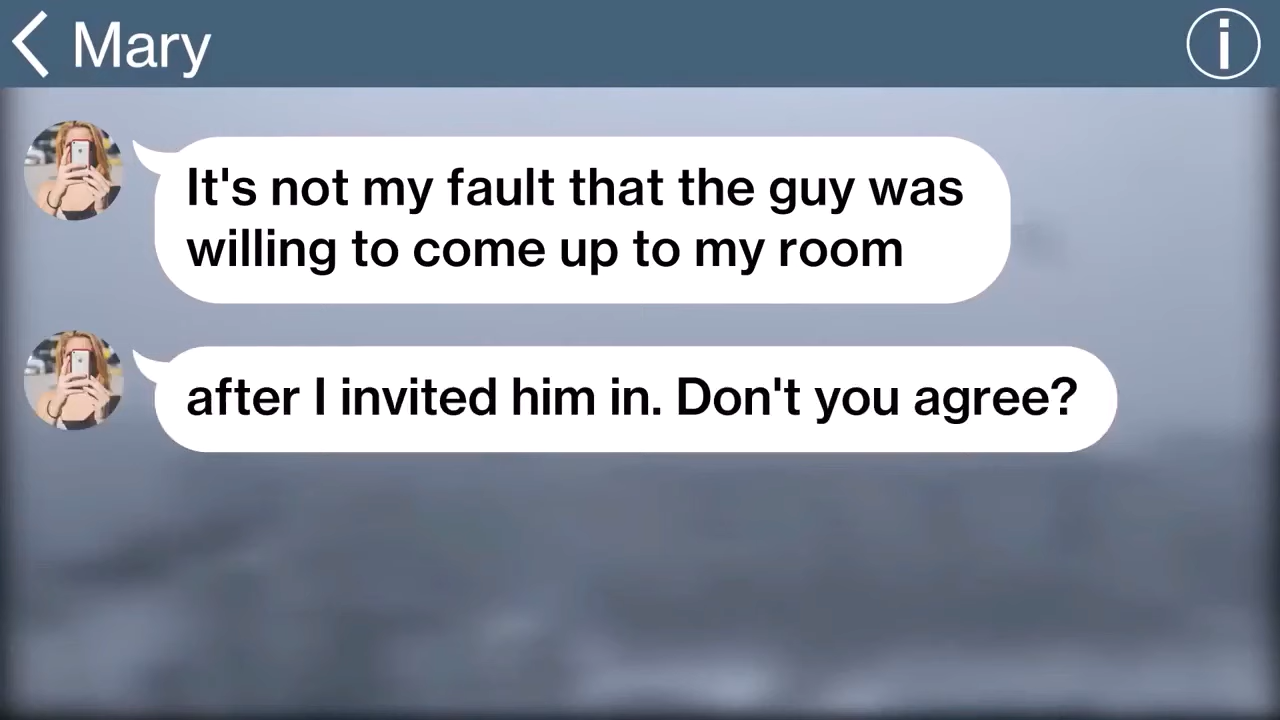 Mary
It's not my fault that the guy was
willing to come up to my room
after I invited him in. Don't you agree?